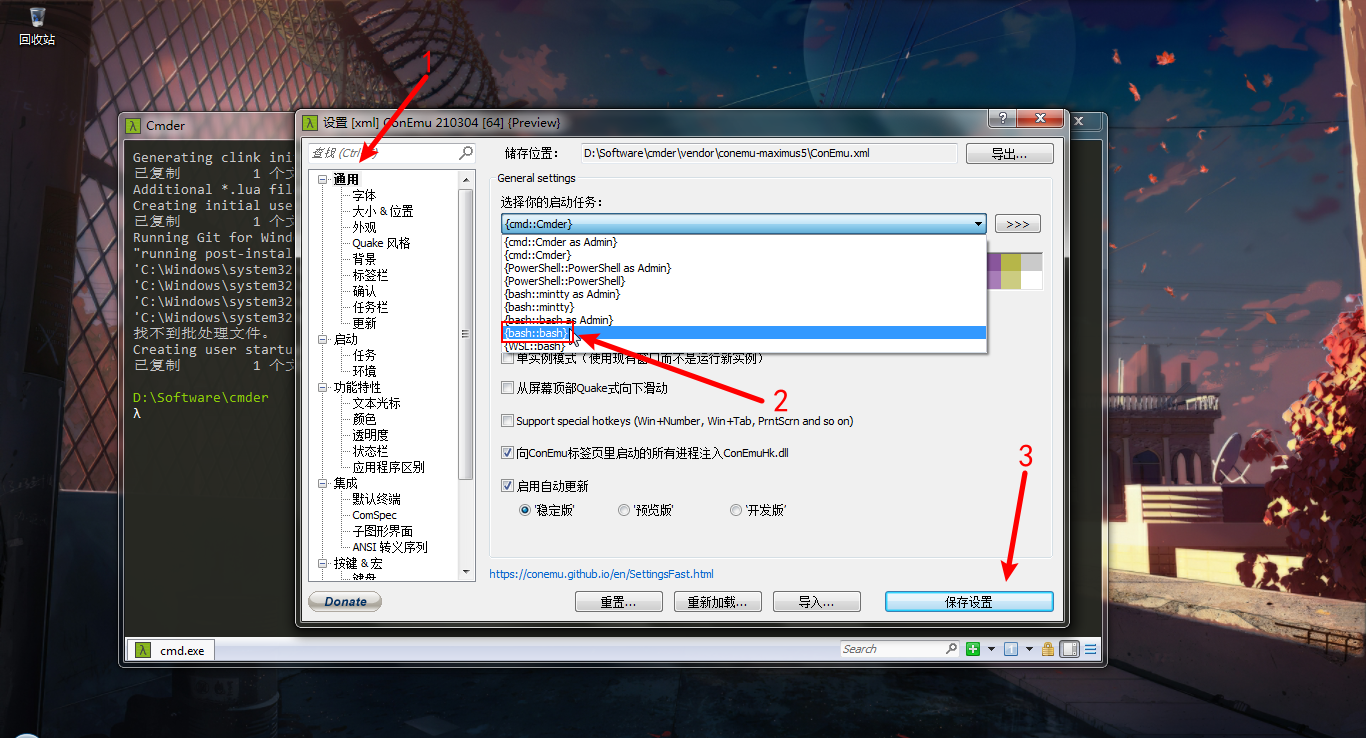 回收站
1
Cmder
Generating clink ini
已复制 1 个文
Additional *.lua fil
Creating initial use
已复制 1 个文
Running Git for Wind
"running post-instal
'C:\Windows\system32
'C:\Windows\system32
'C:\Windows\system32
'C:\Windows\system32
找不到批处理文件。
Creating user startu
已复制 1 个文
D:\Software\cmder
λ
设置 [xml] ConEmu 210304 [64] {Preview}
查找 (Ctrl
储存位置:
D:\Software\cmder\vendor\conemu-maximus5\ConEmu.xml
导出...
通用
字体
大小 & 位置
外观
Quake 风格
背景
标签栏
确认
任务栏
更新
启动
任务
环境
功能特性
文本光标
颜色
透明度
状态栏
应用程序区别
集成
默认终端
ComSpec
子图形界面
ANSI 转义序列
按键 & 宏
键盘
General settings
选择你的启动任务:
{cmd::Cmder}
>>>
{cmd::Cmder as Admin}
{cmd::Cmder}
{PowerShell::PowerShell as Admin}
{PowerShell::PowerShell}
{bash::mintty as Admin}
{bash::mintty}
{bash::bash as Admin}
{bash::bash}
{WSL::bash}
单实例模式（使用现有窗口而不是运行新实例）
从屏幕顶部Quake式向下滑动
2
Support special hotkeys (Win+Number, Win+Tab, PrntScrn and so on)
向ConEmu标签页里启动的所有进程注入ConEmuHk.dll
3
启用自动更新
'稳定版'
'预览版'
'开发版'
https://conemu.github.io/en/SettingsFast.html
Donate
重置...
重新加载...
导入...
保存设置
cmd.exe
Search